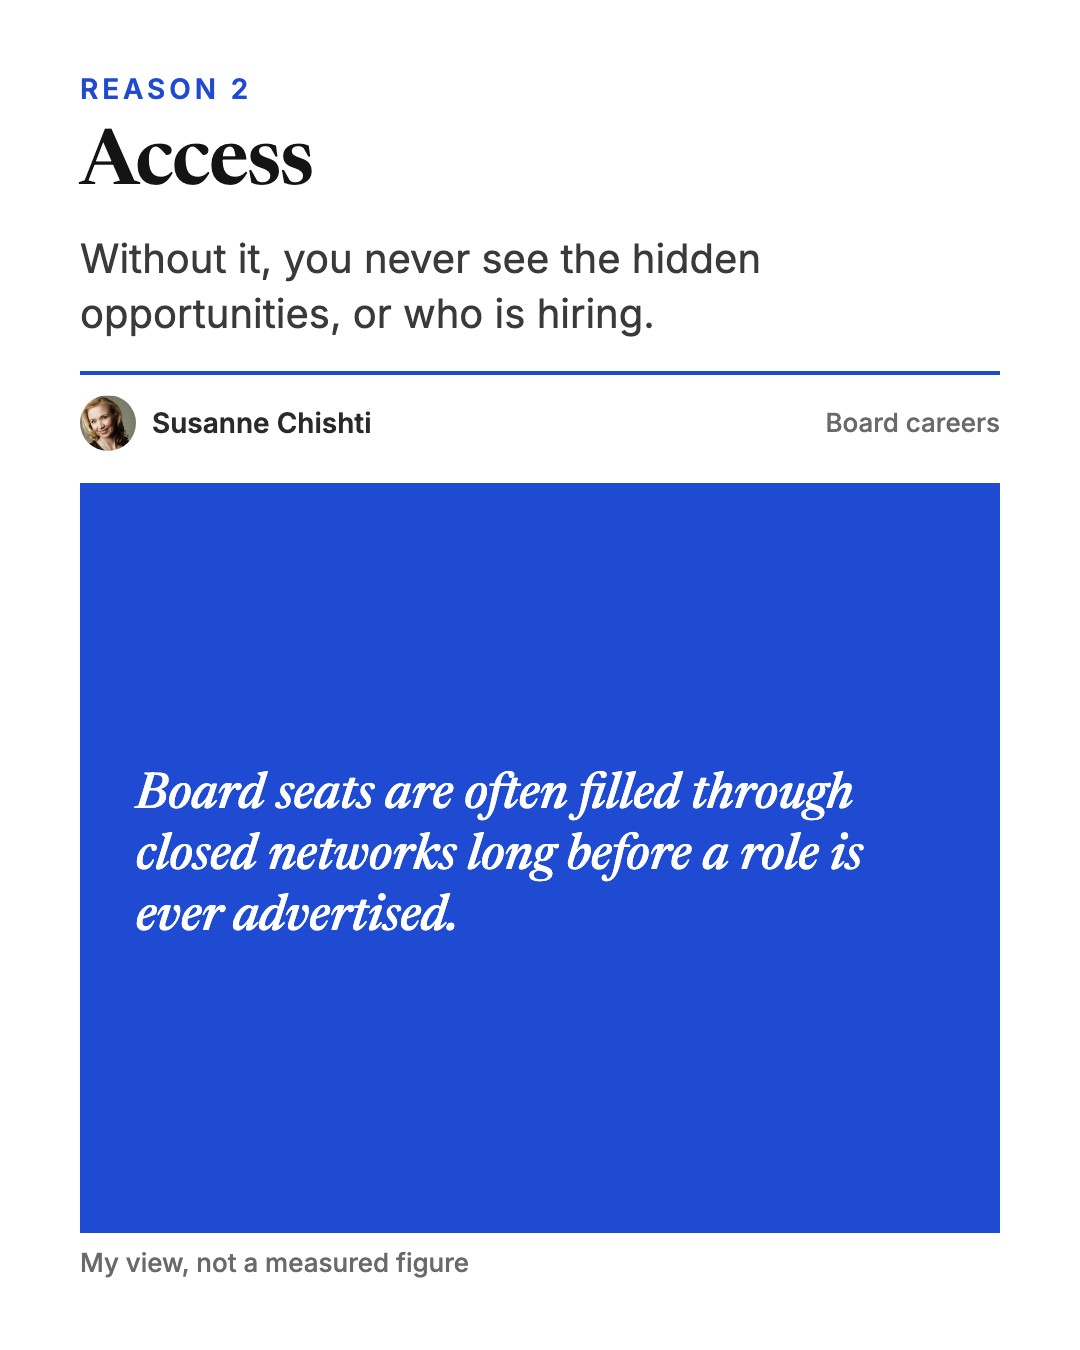 REASON 2
Access
Without it, you never see the hidden
opportunities, or who is hiring.
Susanne Chishti
Board careers
Board seats are often filled through
closed networks long before a role is
ever advertised.
My view, not a measured figure